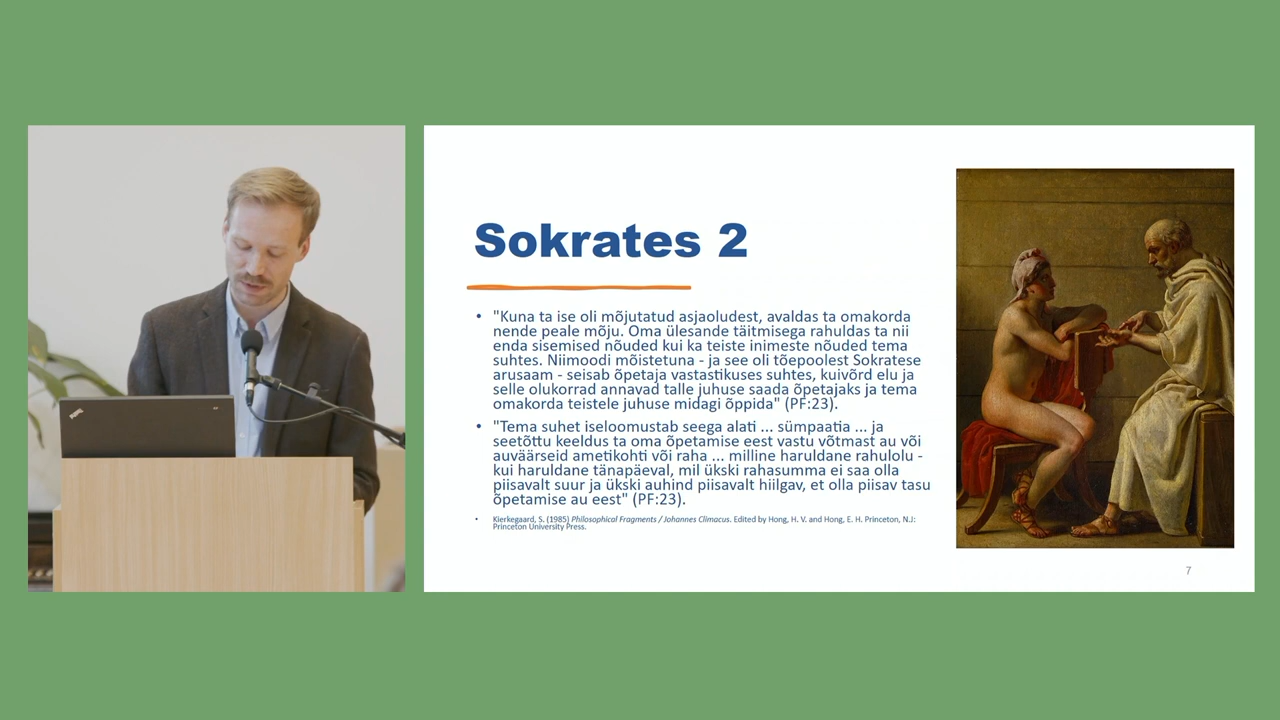 Sokrates 2
• "Kuna ta ise oli mõjutatud asjaoludest, avaldas ta omakorda
nende peale mõju. Oma ülesande täitmisega rahuldas ta nii
enda sisemised nõuded kui ka teiste inimeste nõuded tema
suhtes. Niimoodi mõistetuna - ja see oli tõepoolest Sokratese
arusaam - seisab õpetaja vastastikuses suhtes, kuivõrd elu ja
selle olukorrad annavad talle juhuse saada õpetajaks ja tema
omakorda teistele juhuse midagi õppida" (PF:23).
• "Tema suhet iseloomustab seega alati ... sümpaatia ... ja
seetõttu keeldus ta oma õpetamise eest vastu võtmast au või
auväärseid ametikohti või raha ... milline haruldane rahulolu -
kui haruldane tänapäeval, mil ükski rahasumma ei saa olla
piisavalt suur ja ükski auhind piisavalt hiilgav, et olla piisav tasu
õpetamise au eest" (PF:23).
• Kierkegaard, S. (1985) Philosophical Fragments / Johannes Climacus. Edited by Hong, H. V. and Hong, E. H. Princeton, N.J:
Princeton University Press.
7